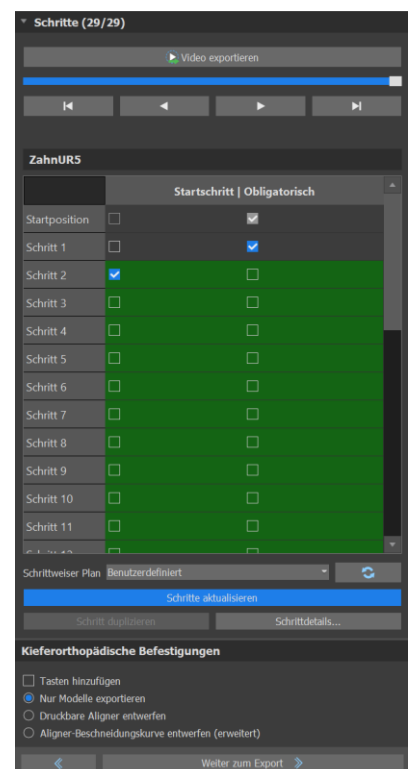 Schritte (29/29)
Video exportieren
ZahnUR5
Startschritt | Obligatorisch
Startposition
Schritt 1
Schritt 2
Schritt 3
Schritt 4
Schritt 5
Schritt 6
Schritt 7
Schritt 8
Schritt 9
Schritt 10
Schritt 11
Schrittweiser Plan Benutzerdefiniert
Schritte aktualisieren
Schritt duplizieren Schrittdetails...
Kieferorthopädische Befestigungen
Tasten hinzufügen
Nur Modelle exportieren
Druckbare Aligner entwerfen
Aligner-Beschneidungskurve entwerfen (erweitert)
Weiter zum Export